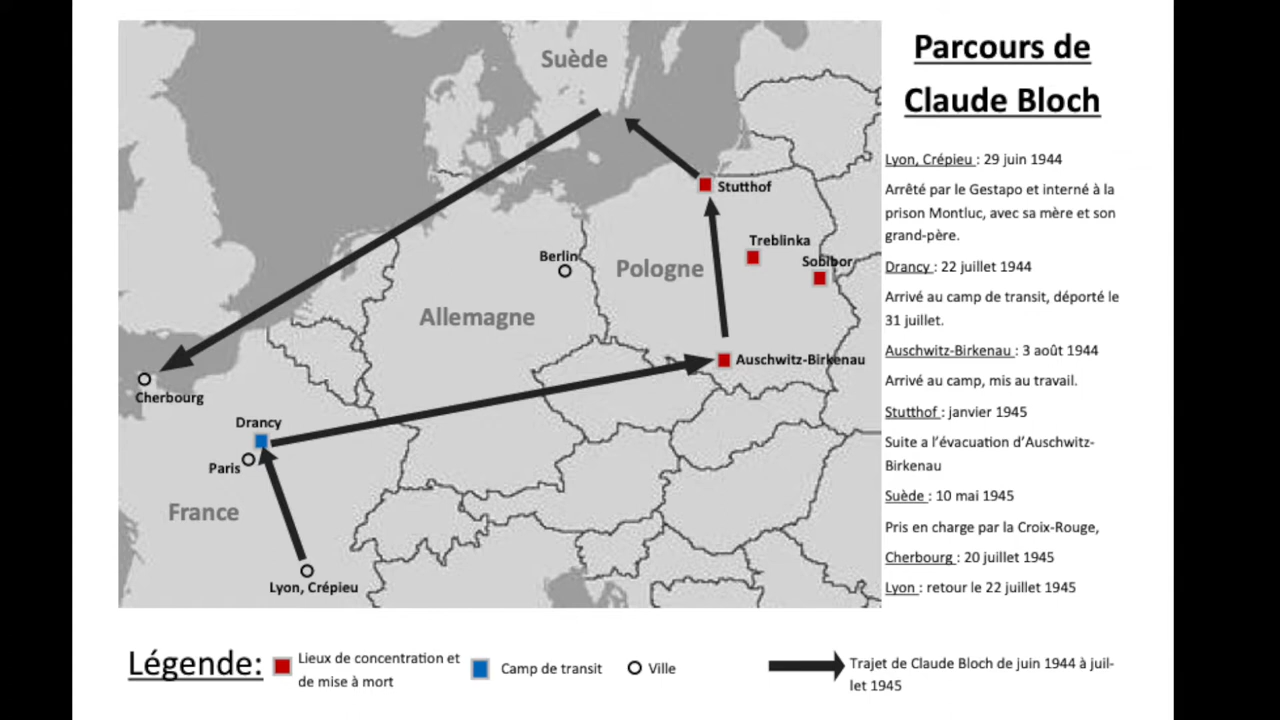 Parcours de
Claude Bloch
Suède
Stutthof
Treblinka
Sobibor
Berlin
Pologne
Allemagne
Auschwitz-Birkenau
Cherbourg
Drancy
Paris
France
Lyon, Crépieu
Lyon, Crépieu : 29 juin 1944
Arrêté par le Gestapo et interné à la
prison Montluc, avec sa mère et son
grand-père.
Drancy : 22 juillet 1944
Arrivé au camp de transit, déporté le
31 juillet.
Auschwitz-Birkenau : 3 août 1944
Arrivé au camp, mis au travail.
Stutthof : janvier 1945
Suite a l’évacuation d’Auschwitz-
Birkenau
Suède : 10 mai 1945
Pris en charge par la Croix-Rouge,
Cherbourg : 20 juillet 1945
Lyon : retour le 22 juillet 1945
Légende:
Lieux de concentration et
de mise à mort
Camp de transit
Ville
Trajet de Claude Bloch de juin 1944 à juil-
let 1945